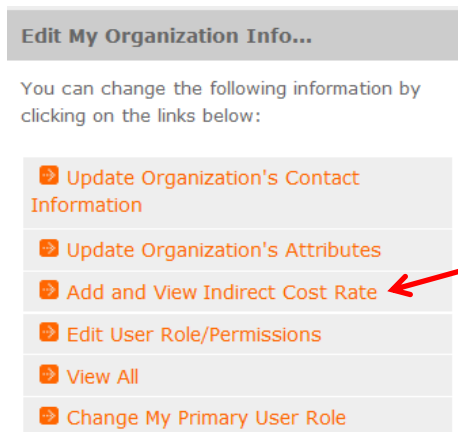 Edit My Organization Info...
You can change the following information by
clicking on the links below:
Update Organization's Contact
Information
Update Organization's Attributes
Add and View Indirect Cost Rate
Edit User Role/Permissions
View All
Change My Primary User Role